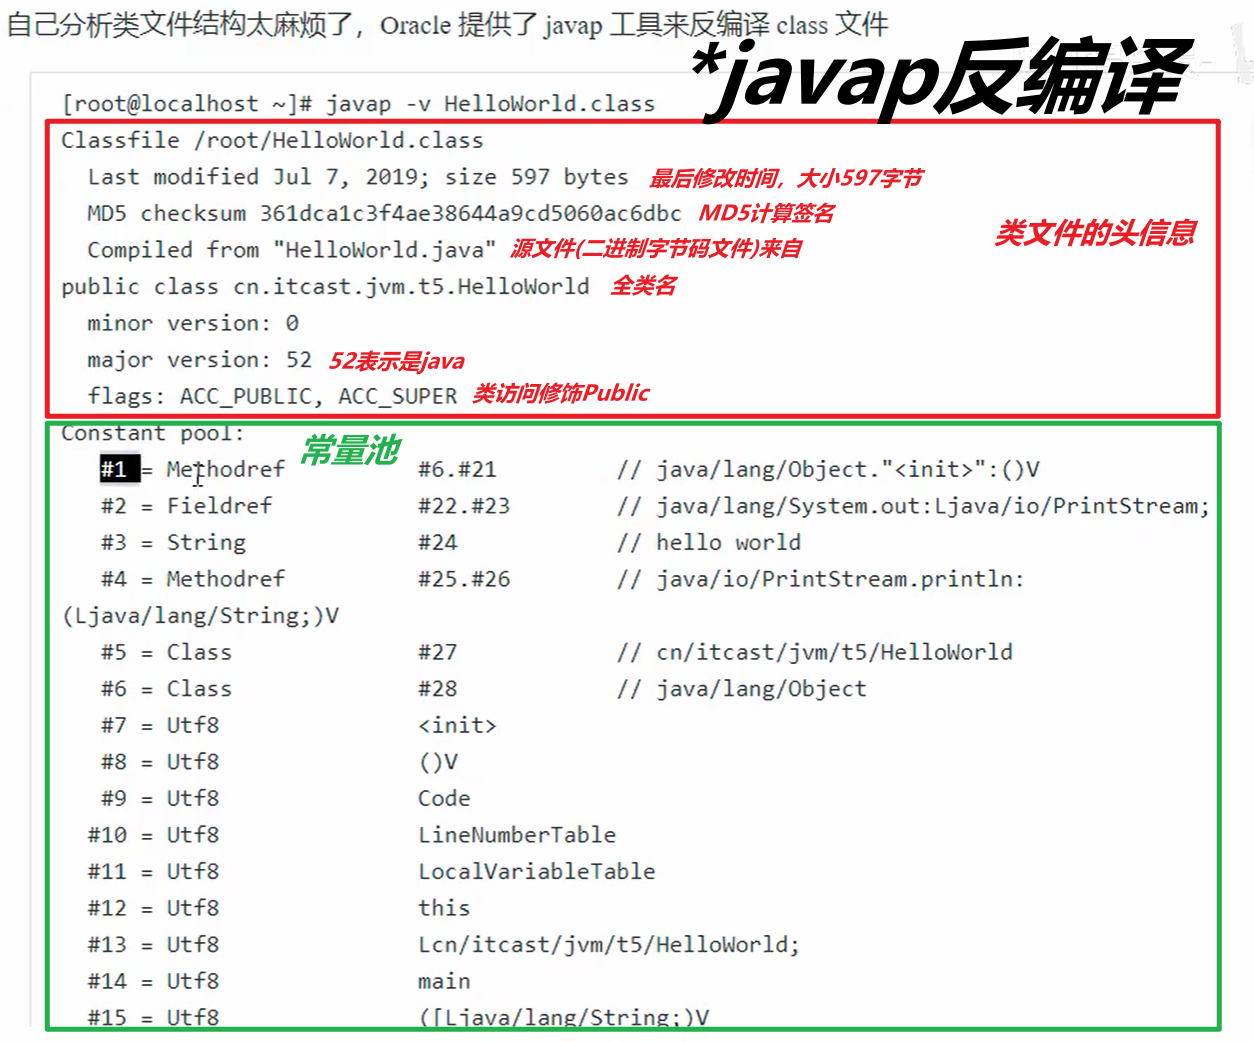 自己分析类文件结构太麻烦了，Oracle 提供了 javap 工具来反编译 class 文件
*javap反编译
[root@localhost ~]# javap -v HelloWorld.class
Classfile /root/HelloWorld.class
Last modified Jul 7, 2019; size 597 bytes 最后修改时间，大小597字节
MD5 checksum 361dca1c3f4ae38644a9cd5060ac6dbc MD5计算签名
类文件的头信息
Compiled from "HelloWorld.java" 源文件(二进制字节码文件)来自
public class cn.itcast.jvm.t5.HelloWorld 全类名
minor version: 0
major version: 52 52表示是java
flags: ACC_PUBLIC, ACC_SUPER 类访问修饰Public
Constant pool: 常量池
#1 = Methodref #6.#21 // java/lang/Object."<init>":()V
#2 = Fieldref #22.#23 // java/lang/System.out:Ljava/io/PrintStream;
#3 = String #24 // hello world
#4 = Methodref #25.#26 // java/io/PrintStream.println:
(Ljava/lang/String;)V
#5 = Class #27 // cn/itcast/jvm/t5/HelloWorld
#6 = Class #28 // java/lang/Object
#7 = Utf8 <init>
#8 = Utf8 ()V
#9 = Utf8 Code
#10 = Utf8 LineNumberTable
#11 = Utf8 LocalVariableTable
#12 = Utf8 this
#13 = Utf8 Lcn/itcast/jvm/t5/HelloWorld;
#14 = Utf8 main
#15 = Utf8 ([Ljava/lang/String;)V